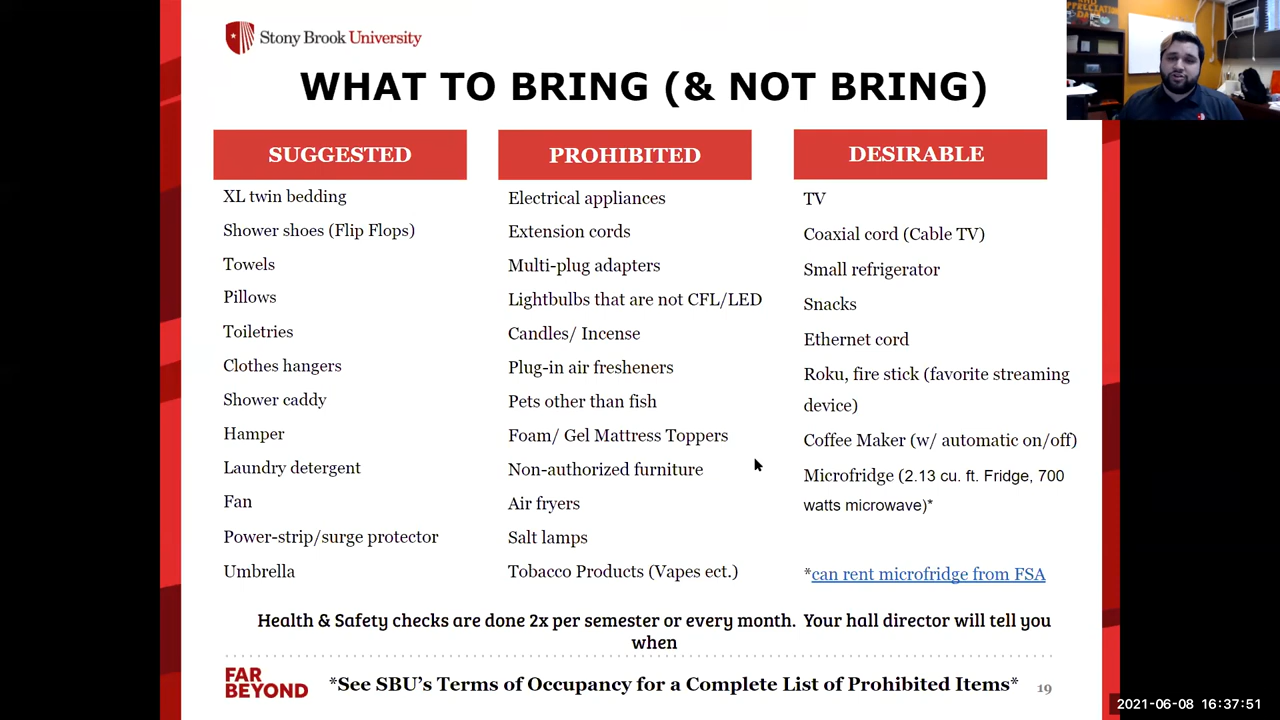 Stony Brook University
WHAT TO BRING (& NOT BRING)
SUGGESTED
XL twin bedding
Shower shoes (Flip Flops)
Towels
Pillows
Toiletries
Clothes hangers
Shower caddy
Hamper
Laundry detergent
Fan
Power-strip/surge protector
Umbrella
PROHIBITED
Electrical appliances
Extension cords
Multi-plug adapters
Lightbulbs that are not CFL/LED
Candles/ Incense
Plug-in air fresheners
Pets other than fish
Foam/ Gel Mattress Toppers
Non-authorized furniture
Air fryers
Salt lamps
Tobacco Products (Vapes ect.)
DESIRABLE
TV
Coaxial cord (Cable TV)
Small refrigerator
Snacks
Ethernet cord
Roku, fire stick (favorite streaming
device)
Coffee Maker (w/ automatic on/off)
Microfridge (2.13 cu. ft. Fridge, 700
watts microwave)*
*can rent microfridge from FSA
Health & Safety checks are done 2x per semester or every month. Your hall director will tell you
when
FAR
BEYOND
*See SBU's Terms of Occupancy for a Complete List of Prohibited Items*
19
2021-06-08 16:37:51